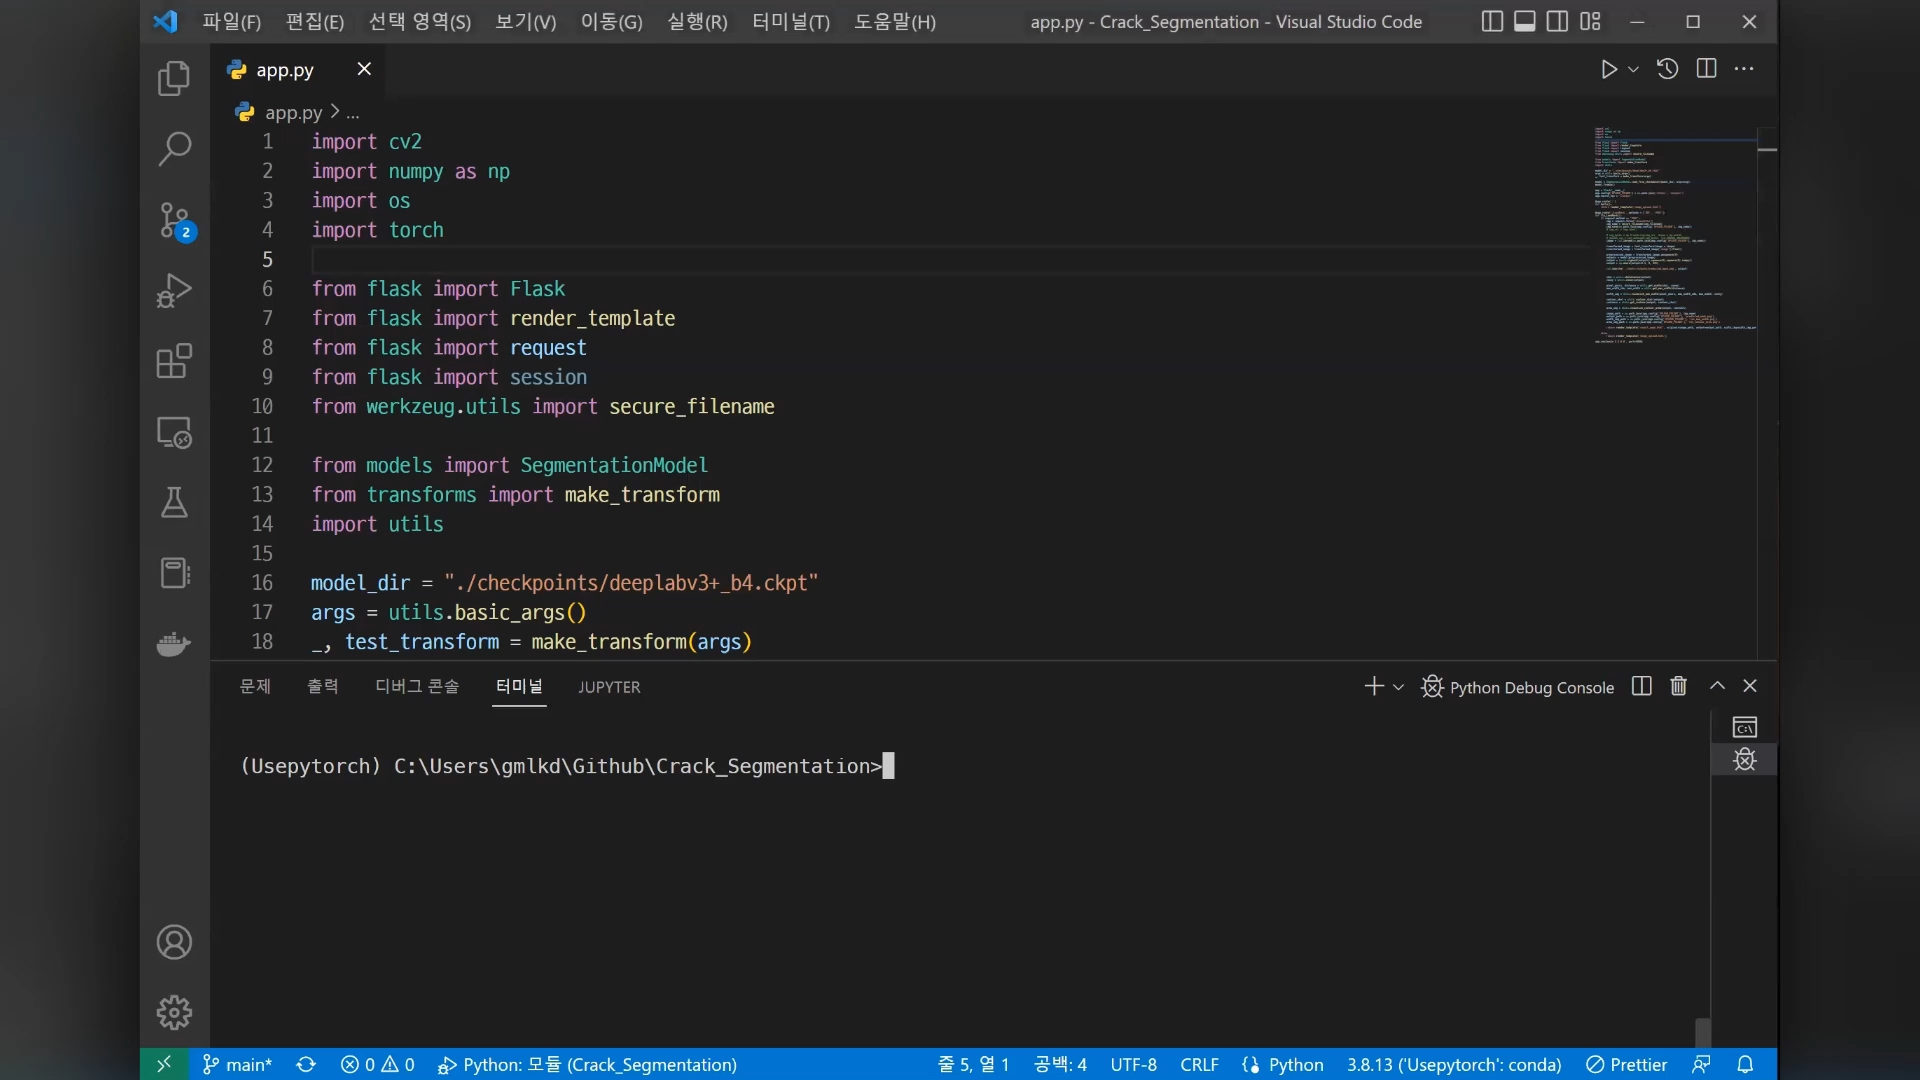 파일(F) 편집(E) 선택 영역(S) 보기(V) 이동(G) 실행(R) 터미널(T) 도움말(H) app.py - Crack_Segmentation - Visual Studio Code
app.py
app.py > ...
1 import cv2
2 import numpy as np
3 import os
4 import torch
5
6 from flask import Flask
7 from flask import render_template
8 from flask import request
9 from flask import session
10 from werkzeug.utils import secure_filename
11
12 from models import SegmentationModel
13 from transforms import make_transform
14 import utils
15
16 model_dir = "./checkpoints/deeplabv3+_b4.ckpt"
17 args = utils.basic_args()
18 _, test_transform = make_transform(args)
2
문제 출력 디버그 콘솔 터미널 JUPYTER Python Debug Console
(Usepytorch) C:\Users\gmlkd\Github\Crack_Segmentation>
main* 0 0 Python: 모듈 (Crack_Segmentation) 줄 5, 열 1 공백: 4 UTF-8 CRLF Python 3.8.13 ('Usepytorch': conda) Prettier